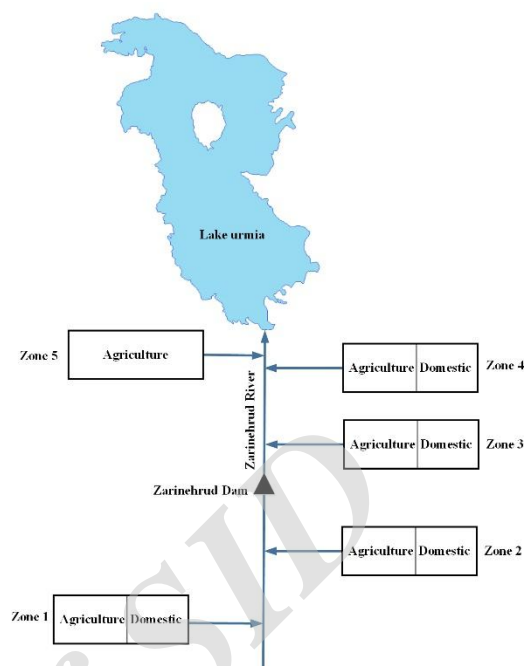 Lake urmia
Zone 5
Agriculture
Agriculture
Domestic
Zone 4
Zarinehrud River
Agriculture
Domestic
Zone 3
Zarinehrud Dam
Agriculture
Domestic
Zone 2
Zone 1
Agriculture
Domestic
SID